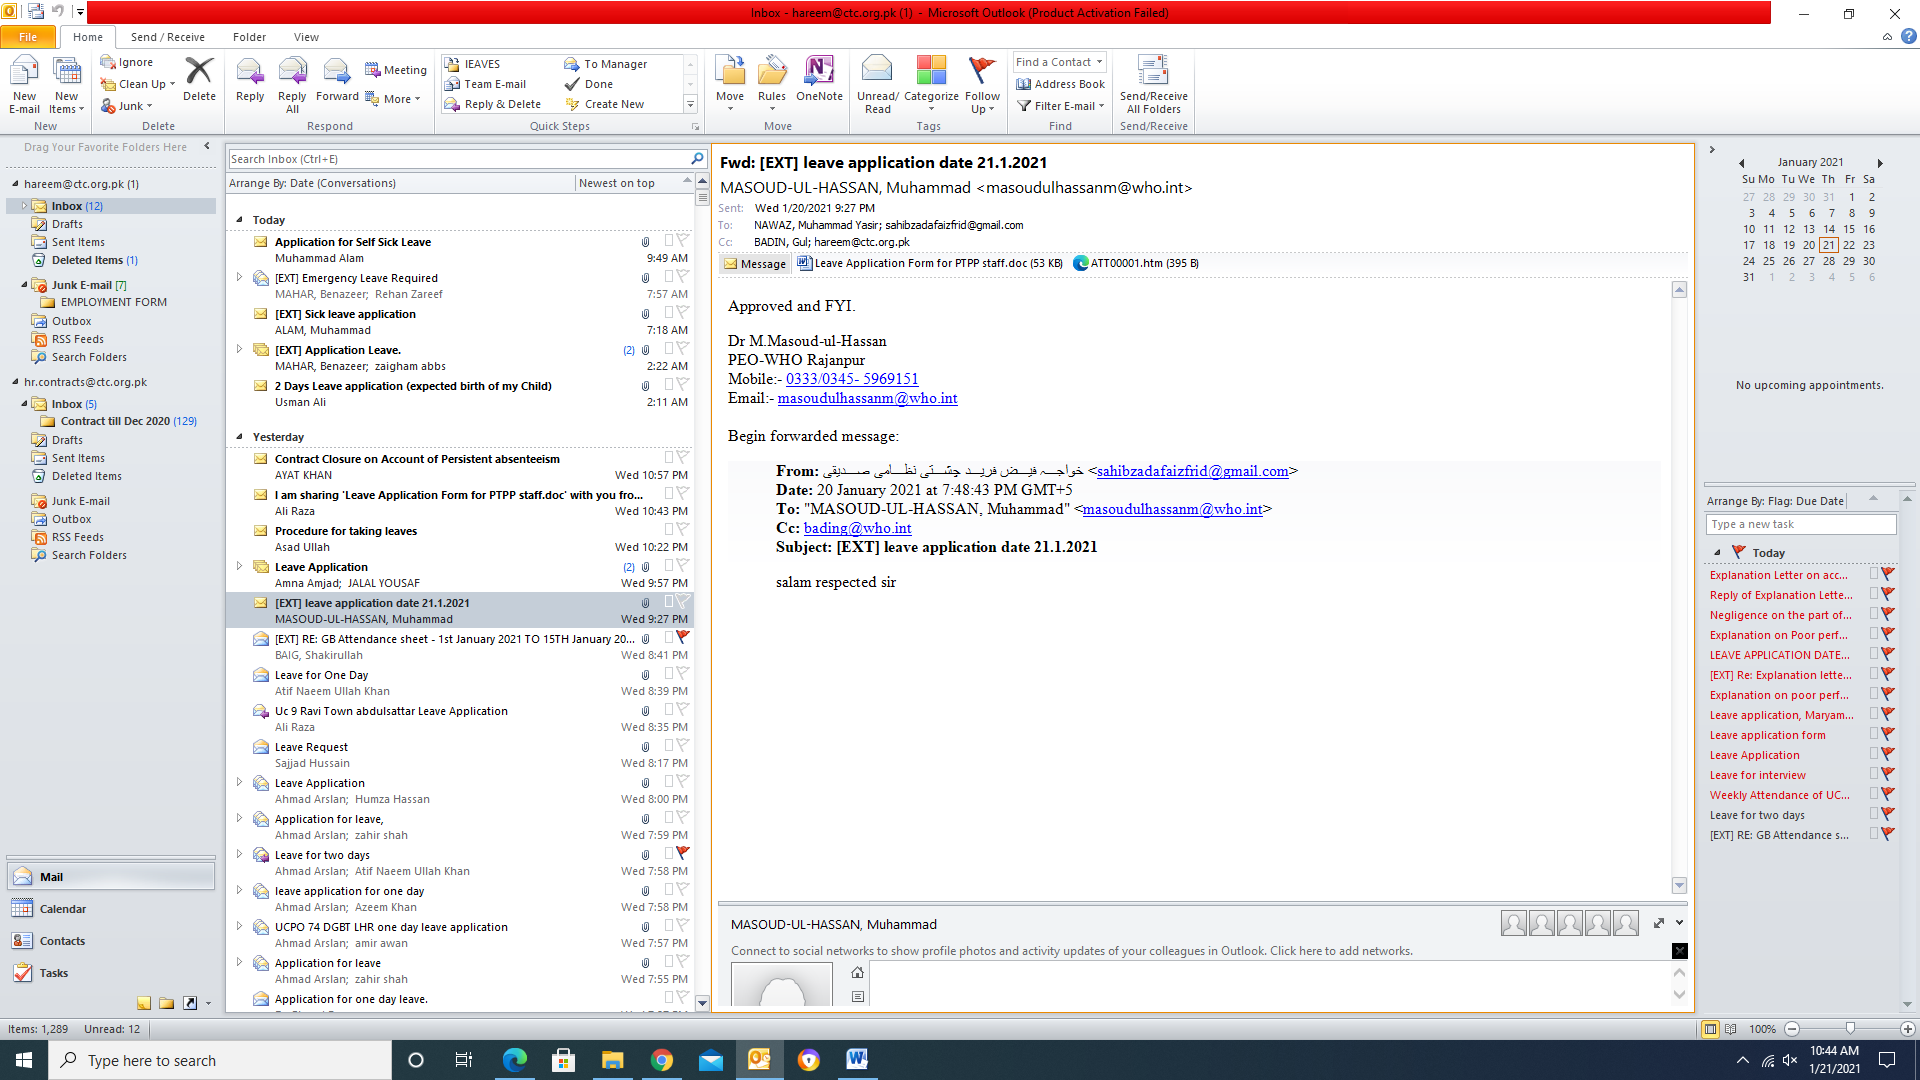 Inbox - hareem@ctc.org.pk (1) - Microsoft Outlook (Product Activation Failed)
File Home Send / Receive Folder View
New E-mail
New Items
New
Ignore
Clean Up
Junk
Delete
Delete
Reply
Reply All
Forward
Meeting
More
Respond
lEAVES
To Manager
Team E-mail
Done
Reply & Delete
Create New
Quick Steps
Move
Rules
OneNote
Move
Unread/ Read
Categorize
Follow Up
Tags
Find a Contact
Address Book
Filter E-mail
Find
Send/Receive All Folders
Send/Receive
Drag Your Favorite Folders Here
hareem@ctc.org.pk (1)
Inbox (12)
Drafts
Sent Items
Deleted Items (1)
Junk E-mail [7]
EMPLOYMENT FORM
Outbox
RSS Feeds
Search Folders
hr.contracts@ctc.org.pk
Inbox (5)
Contract till Dec 2020 (129)
Drafts
Sent Items
Deleted Items
Junk E-mail
Outbox
RSS Feeds
Search Folders
Mail
Calendar
Contacts
Tasks
Search Inbox (Ctrl+E)
Arrange By: Date (Conversations) Newest on top
Today
Application for Self Sick Leave
Muhammad Alam 9:49 AM
[EXT] Emergency Leave Required
MAHAR, Benazeer; Rehan Zareef 7:57 AM
[EXT] Sick leave application
ALAM, Muhammad 7:18 AM
[EXT] Application Leave. (2)
MAHAR, Benazeer; zaigham abbs 2:22 AM
2 Days Leave application (expected birth of my Child)
Usman Ali 2:11 AM
Yesterday
Contract Closure on Account of Persistent absenteeism
AYAT KHAN Wed 10:57 PM
I am sharing 'Leave Application Form for PTPP staff.doc' with you fro...
Ali Raza Wed 10:43 PM
Procedure for taking leaves
Asad Ullah Wed 10:22 PM
Leave Application (2)
Amna Amjad; JALAL YOUSAF Wed 9:57 PM
[EXT] leave application date 21.1.2021
MASOUD-UL-HASSAN, Muhammad Wed 9:27 PM
[EXT] RE: GB Attendance sheet - 1st January 2021 TO 15TH January 20...
BAIG, Shakirullah Wed 8:41 PM
Leave for One Day
Atif Naeem Ullah Khan Wed 8:39 PM
Uc 9 Ravi Town abdulsattar Leave Application
Ali Raza Wed 8:35 PM
Leave Request
Sajjad Hussain Wed 8:17 PM
Leave Application
Ahmad Arslan; Humza Hassan Wed 8:00 PM
Application for leave,
Ahmad Arslan; zahir shah Wed 7:59 PM
Leave for two days
Ahmad Arslan; Atif Naeem Ullah Khan Wed 7:58 PM
leave application for one day
Ahmad Arslan; Azeem Khan Wed 7:58 PM
UCPO 74 DGBT LHR one day leave application
Ahmad Arslan; amir awan Wed 7:57 PM
Application for leave
Ahmad Arslan; zahir shah Wed 7:55 PM
Application for one day leave.
Fwd: [EXT] leave application date 21.1.2021
MASOUD-UL-HASSAN, Muhammad <masoudulhassanm@who.int>
Sent: Wed 1/20/2021 9:27 PM
To: NAWAZ, Muhammad Yasir; sahibzadafaizfrid@gmail.com
Cc: BADIN, Gul; hareem@ctc.org.pk
Message Leave Application Form for PTPP staff.doc (53 KB) ATT00001.htm (395 B)
Approved and FYI.
Dr M.Masoud-ul-Hassan
PEO-WHO Rajanpur
Mobile:- 0333/0345- 5969151
Email:- masoudulhassanm@who.int
Begin forwarded message:
From: خواجہ فیض فرید چشتی نظامی صدیقی <sahibzadafaizfrid@gmail.com>
Date: 20 January 2021 at 7:48:43 PM GMT+5
To: "MASOUD-UL-HASSAN, Muhammad" <masoudulhassanm@who.int>
Cc: bading@who.int
Subject: [EXT] leave application date 21.1.2021
salam respected sir
MASOUD-UL-HASSAN, Muhammad
Connect to social networks to show profile photos and activity updates of your colleagues in Outlook. Click here to add networks.
January 2021
Su Mo Tu We Th Fr Sa
27 28 29 30 31 1 2
3 4 5 6 7 8 9
10 11 12 13 14 15 16
17 18 19 20 21 22 23
24 25 26 27 28 29 30
31 1 2 3 4 5 6
No upcoming appointments.
Arrange By: Flag: Due Date
Type a new task
Today
Explanation Letter on acc...
Reply of Explanation Lette...
Negligence on the part of...
Explanation on Poor perf...
LEAVE APPLICATION DATE...
[EXT] Re: Explanation lette...
Explanation on poor perf...
Leave application, Maryam...
Leave application form
Leave Application
Leave for interview
Weekly Attendance of UC...
Leave for two days
[EXT] RE: GB Attendance s...
Items: 1,289 Unread: 12 100%
Type here to search
10:44 AM
1/21/2021